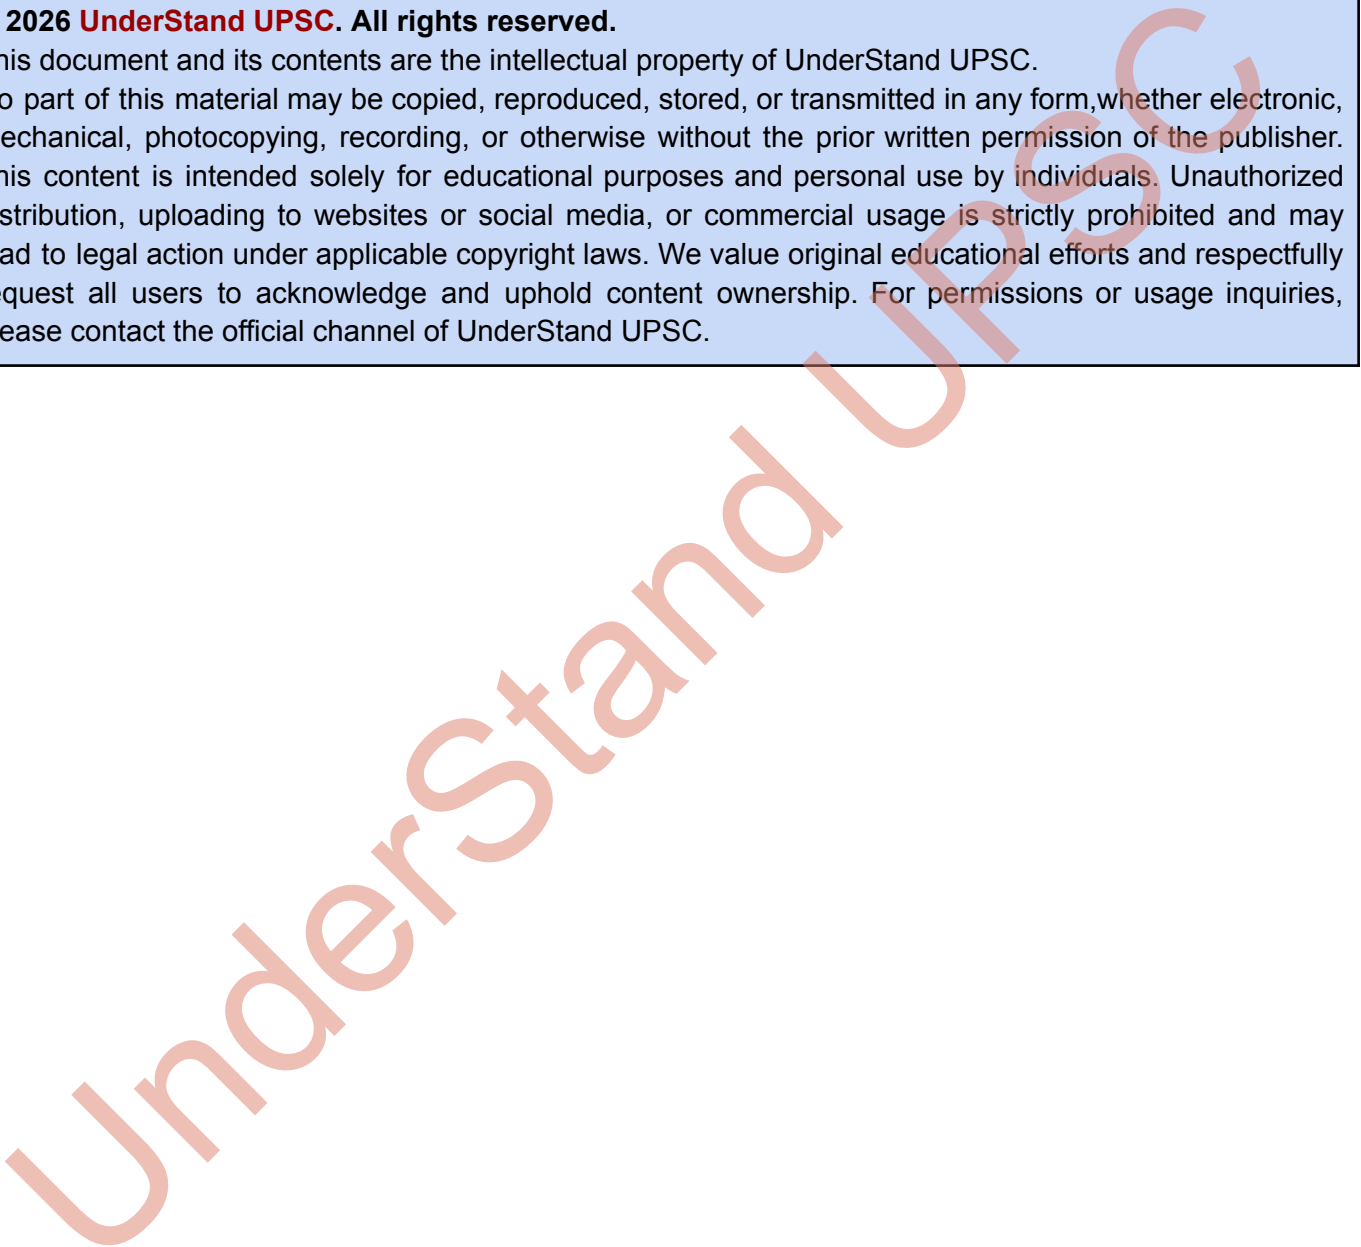 2026 UnderStand UPSC. All rights reserved.
his document and its contents are the intellectual property of UnderStand UPSC.
o part of this material may be copied, reproduced, stored, or transmitted in any form,whether electronic,
echanical, photocopying, recording, or otherwise without the prior written permission of the publisher.
his content is intended solely for educational purposes and personal use by individuals. Unauthorized
istribution, uploading to websites or social media, or commercial usage is strictly prohibited and may
ad to legal action under applicable copyright laws. We value original educational efforts and respectfully
equest all users to acknowledge and uphold content ownership. For permissions or usage inquiries,
ease contact the official channel of UnderStand UPSC.
UnderStand UPSC